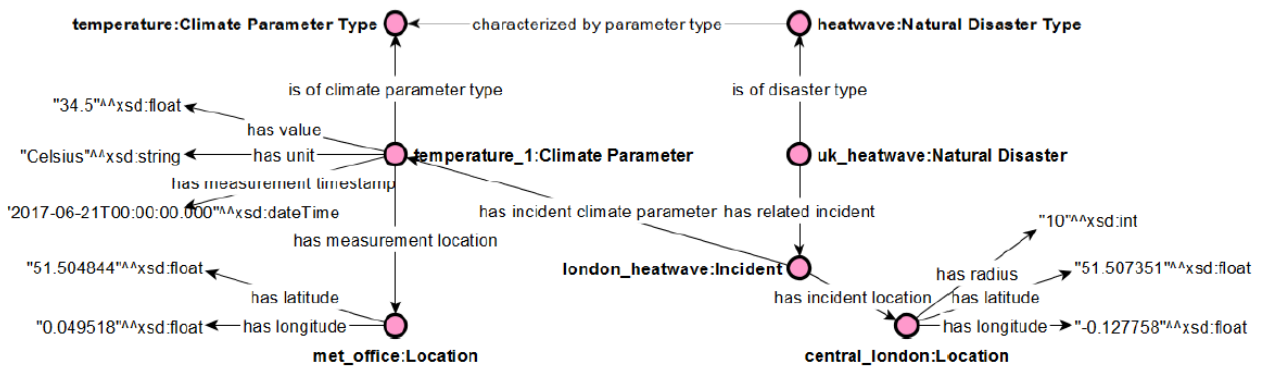 temperature:Climate Parameter Type
characterized by parameter type
heatwave:Natural Disaster Type
is of climate parameter type
is of disaster type
"34.5"^^xsd:float
has value
"Celsius"^^xsd:string
has unit
temperature_1:Climate Parameter
uk_heatwave:Natural Disaster
has measurement timestamp
'2017-06-21T00:00:00.000"^^xsd:dateTime
has incident climate parameter
has related incident
"10"^^xsd:int
has measurement location
"51.504844"^^xsd:float
london_heatwave:Incident
has radius
"51.507351"^^xsd:float
has latitude
has incident location
has latitude
"0.049518"^^xsd:float
has longitude
has longitude
"-0.127758"^^xsd:float
met_office:Location
central_london:Location